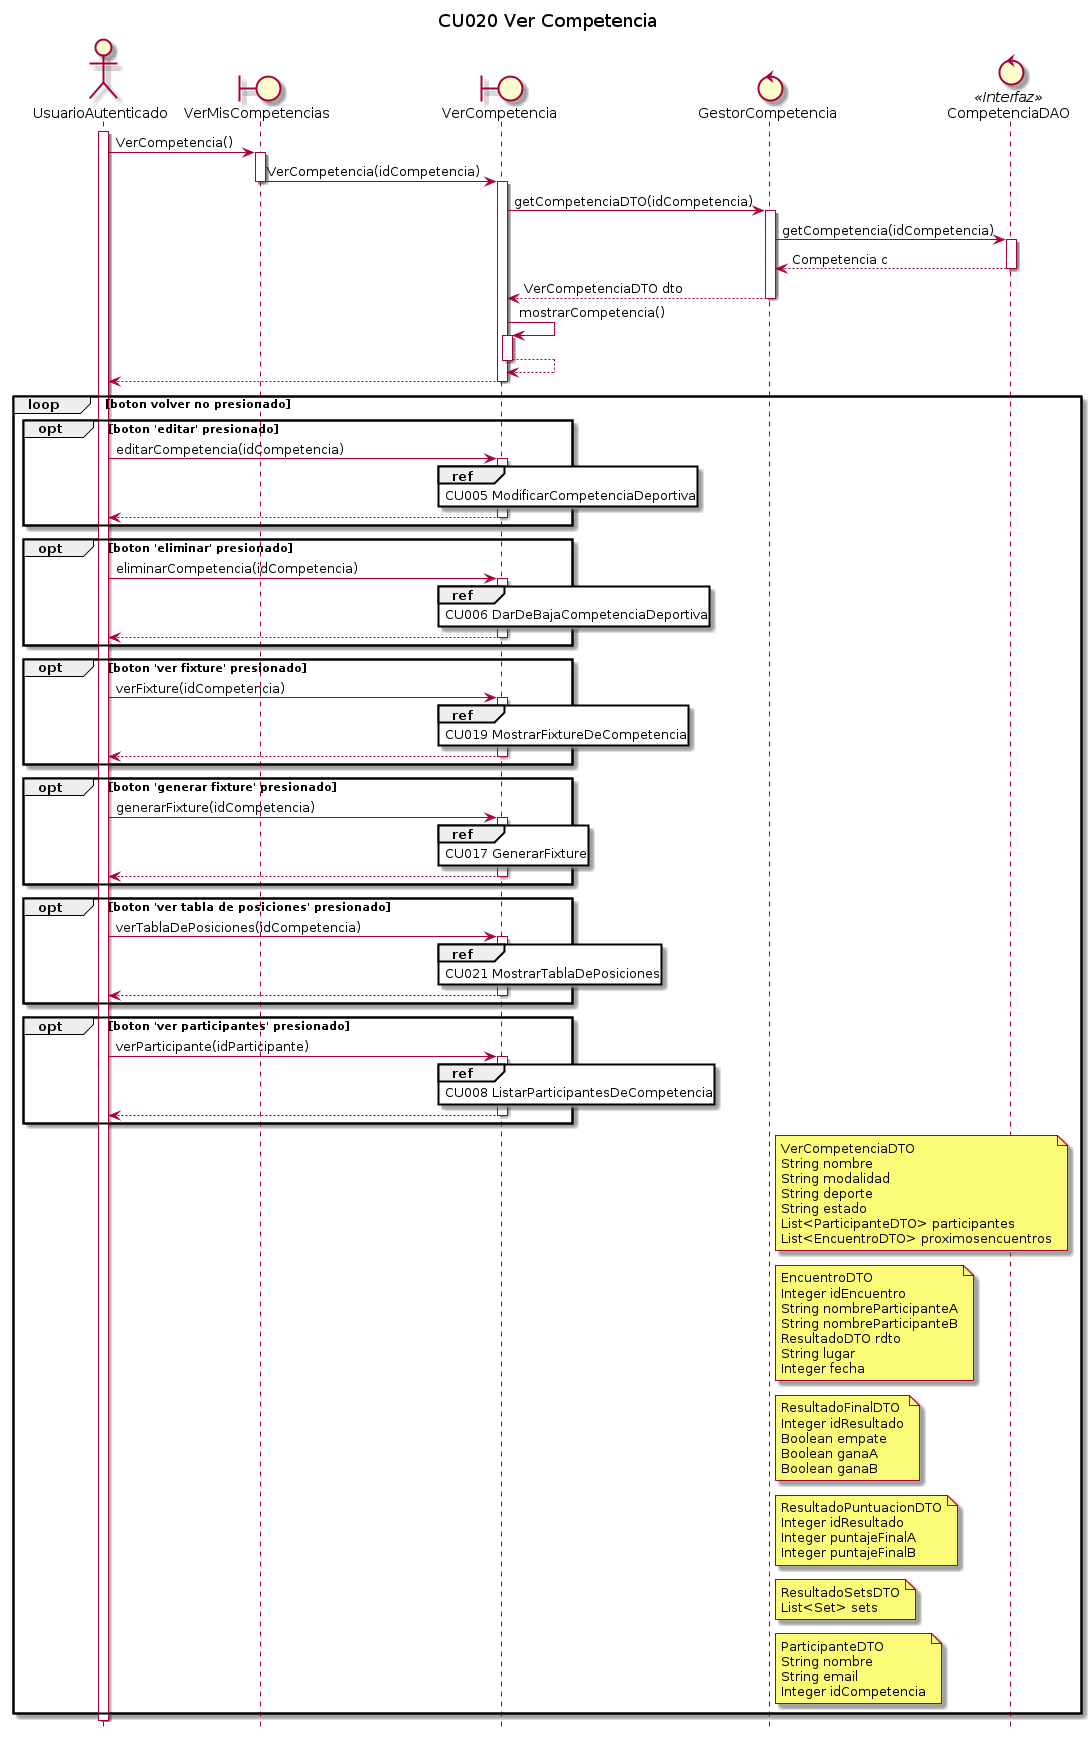 CU020 Ver Competencia
UsuarioAutenticado
VerMisCompetencias
VerCompetencia
GestorCompetencia
«Interfaz»
CompetenciaDAO
VerCompetencia()
VerCompetencia(idCompetencia)
getCompetenciaDTO(idCompetencia)
getCompetencia(idCompetencia)
Competencia c
VerCompetenciaDTO dto
mostrarCompetencia()
loop [boton volver no presionado]
opt [boton 'editar' presionado]
editarCompetencia(idCompetencia)
ref
CU005 ModificarCompetenciaDeportiva
opt [boton 'eliminar' presionado]
eliminarCompetencia(idCompetencia)
ref
CU006 DarDeBajaCompetenciaDeportiva
opt [boton 'ver fixture' presionado]
verFixture(idCompetencia)
ref
CU019 MostrarFixtureDeCompetencia
opt [boton 'generar fixture' presionado]
generarFixture(idCompetencia)
ref
CU017 GenerarFixture
opt [boton 'ver tabla de posiciones' presionado]
verTablaDePosiciones(idCompetencia)
ref
CU021 MostrarTablaDePosiciones
opt [boton 'ver participantes' presionado]
verParticipante(idParticipante)
ref
CU008 ListarParticipantesDeCompetencia
VerCompetenciaDTO
String nombre
String modalidad
String deporte
String estado
List<ParticipanteDTO> participantes
List<EncuentroDTO> proximosencuentros
EncuentroDTO
Integer idEncuentro
String nombreParticipanteA
String nombreParticipanteB
ResultadoDTO rdto
String lugar
Integer fecha
ResultadoFinalDTO
Integer idResultado
Boolean empate
Boolean ganaA
Boolean ganaB
ResultadoPuntuacionDTO
Integer idResultado
Integer puntajeFinalA
Integer puntajeFinalB
ResultadoSetsDTO
List<Set> sets
ParticipanteDTO
String nombre
String email
Integer idCompetencia